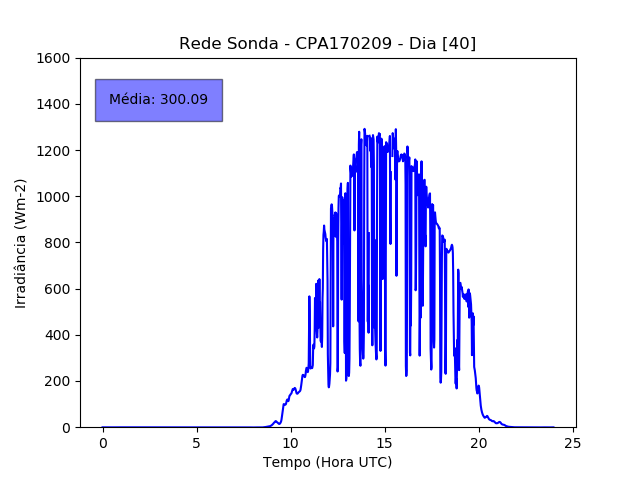 Rede Sonda - CPA170209 - Dia [40]
Média: 300.09
Irradiância (Wm-2)
1600
1400
1200
1000
800
600
400
200
0
0 5 10 15 20 25
Tempo (Hora UTC)